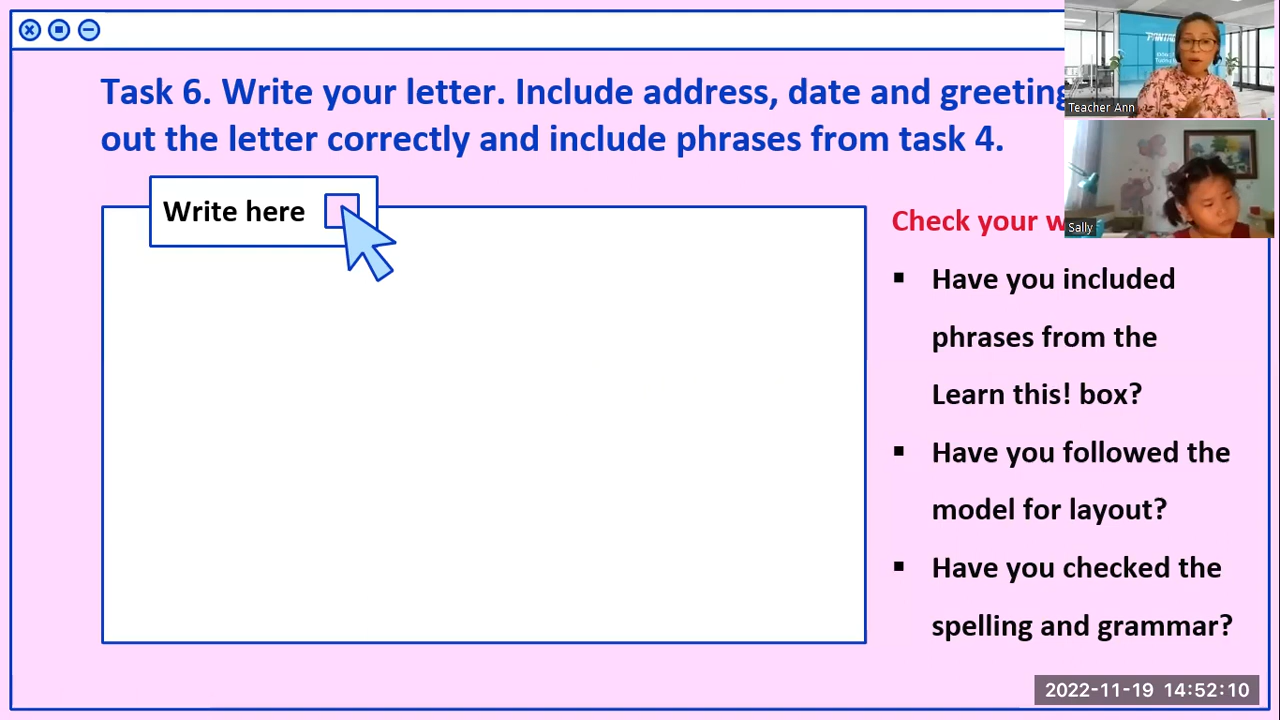 Task 6. Write your letter. Include address, date and greeting
out the letter correctly and include phrases from task 4.
Teacher Ann
Write here
Check your
Sally
▪ Have you included
phrases from the
Learn this! box?
▪ Have you followed the
model for layout?
▪ Have you checked the
spelling and grammar?
2022-11-19 14:52:10